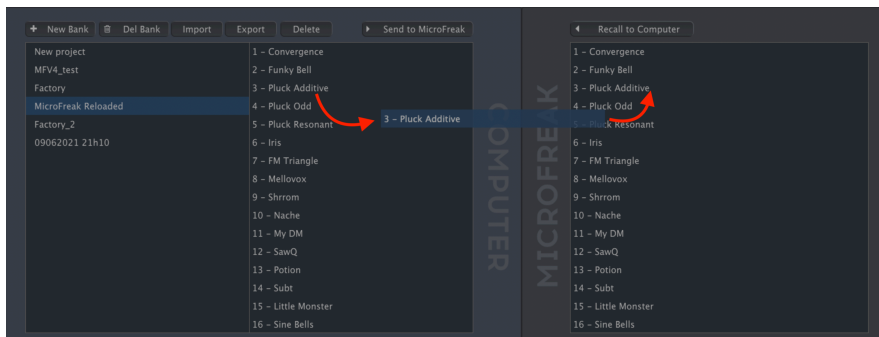 + New Bank
Del Bank
Import
Export
Delete
Send to MicroFreak
Recall to Computer
New project
MFV4_test
Factory
MicroFreak Reloaded
Factory_2
09062021 21h10
1 – Convergence
2 – Funky Bell
3 – Pluck Additive
4 – Pluck Odd
5 – Pluck Resonant
6 – Iris
7 – FM Triangle
8 – Mellovox
9 – Shrrom
10 – Nache
11 – My DM
12 – SawQ
13 – Potion
14 – Subt
15 – Little Monster
16 – Sine Bells
3 – Pluck Additive
COMPUTER
MICROFREAK
1 – Convergence
2 – Funky Bell
3 – Pluck Additive
4 – Pluck Odd
5 – Pluck Resonant
6 – Iris
7 – FM Triangle
8 – Mellovox
9 – Shrrom
10 – Nache
11 – My DM
12 – SawQ
13 – Potion
14 – Subt
15 – Little Monster
16 – Sine Bells